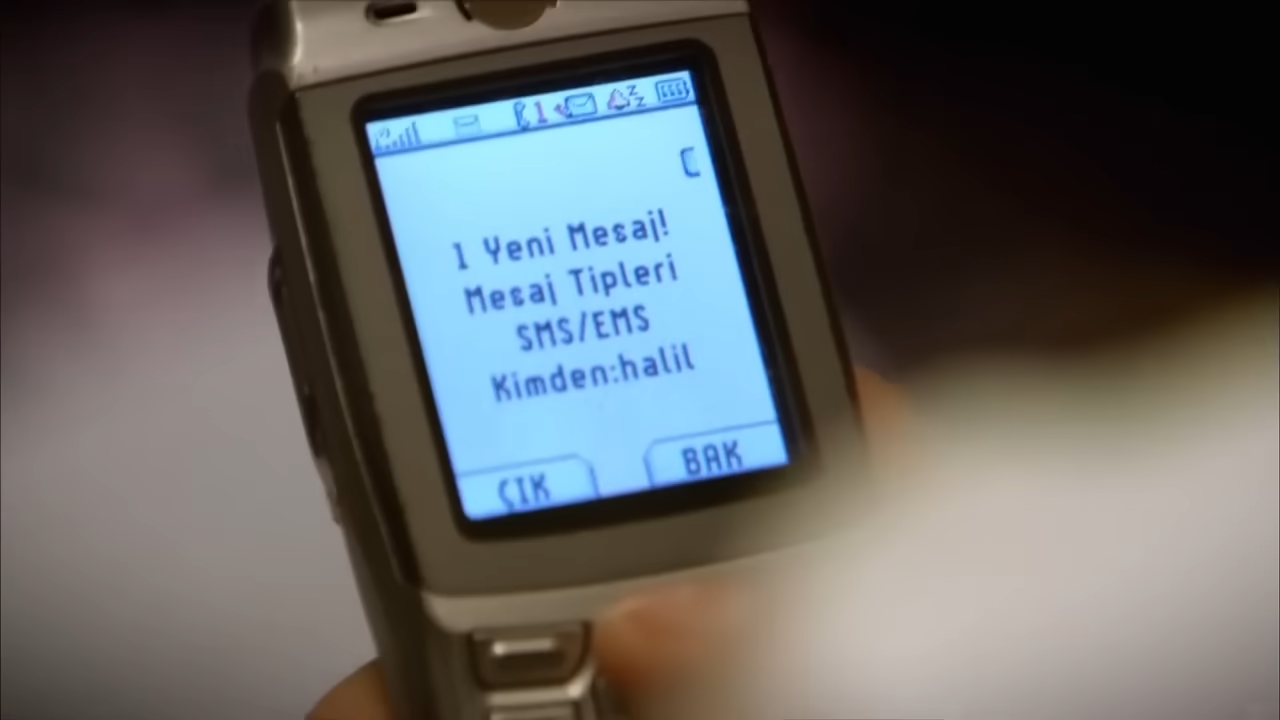 1 Yeni Mesaj!
Mesaj Tipleri
SMS/EMS
Kimden:halil
ÇIK BAK